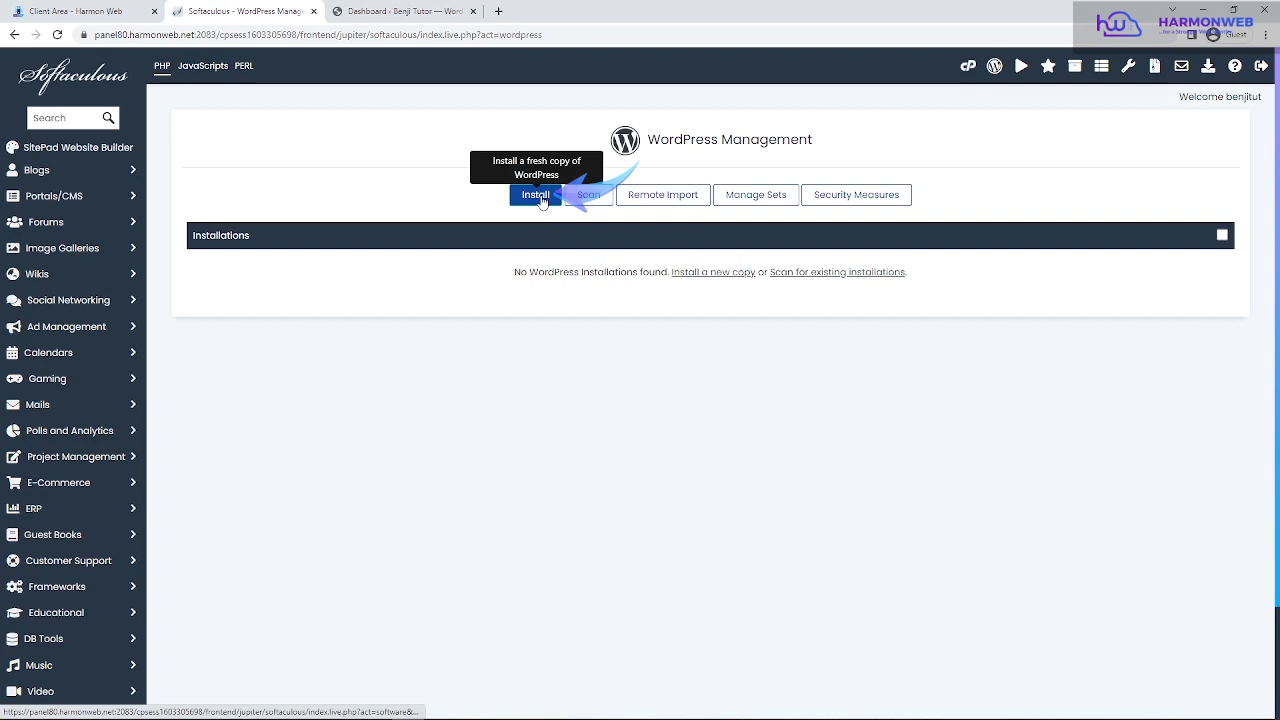 Client Area - Harmon Web
Softaculous - WordPress Manage
Dashboard ‹ Benji Tutor — Word
panel80.harmonweb.net:2083/cpsess1603305698/frontend/jupiter/softaculous/index.live.php?act=wss
Guest
HARMONWEB
Softaculous
PHP JavaScripts PERL
Welcome benjitut
Search
SitePad Website Builder
Blogs
Portals/CMS
Forums
Image Galleries
Wikis
Social Networking
Ad Management
Calendars
Gaming
Mails
Polls and Analytics
Project Management
E-Commerce
ERP
Guest Books
Customer Support
Frameworks
Educational
DB Tools
Music
Video
WordPress Management
Install a fresh copy of
WordPress
Install Scan Remote Import Manage Sets Security Measures
Installations
No WordPress Installations found. Install a new copy or Scan for existing installations.
https://panel80.harmonweb.net:2083/cpsess1603305698/frontend/jupiter/softaculous/index.live.php?act=software&...